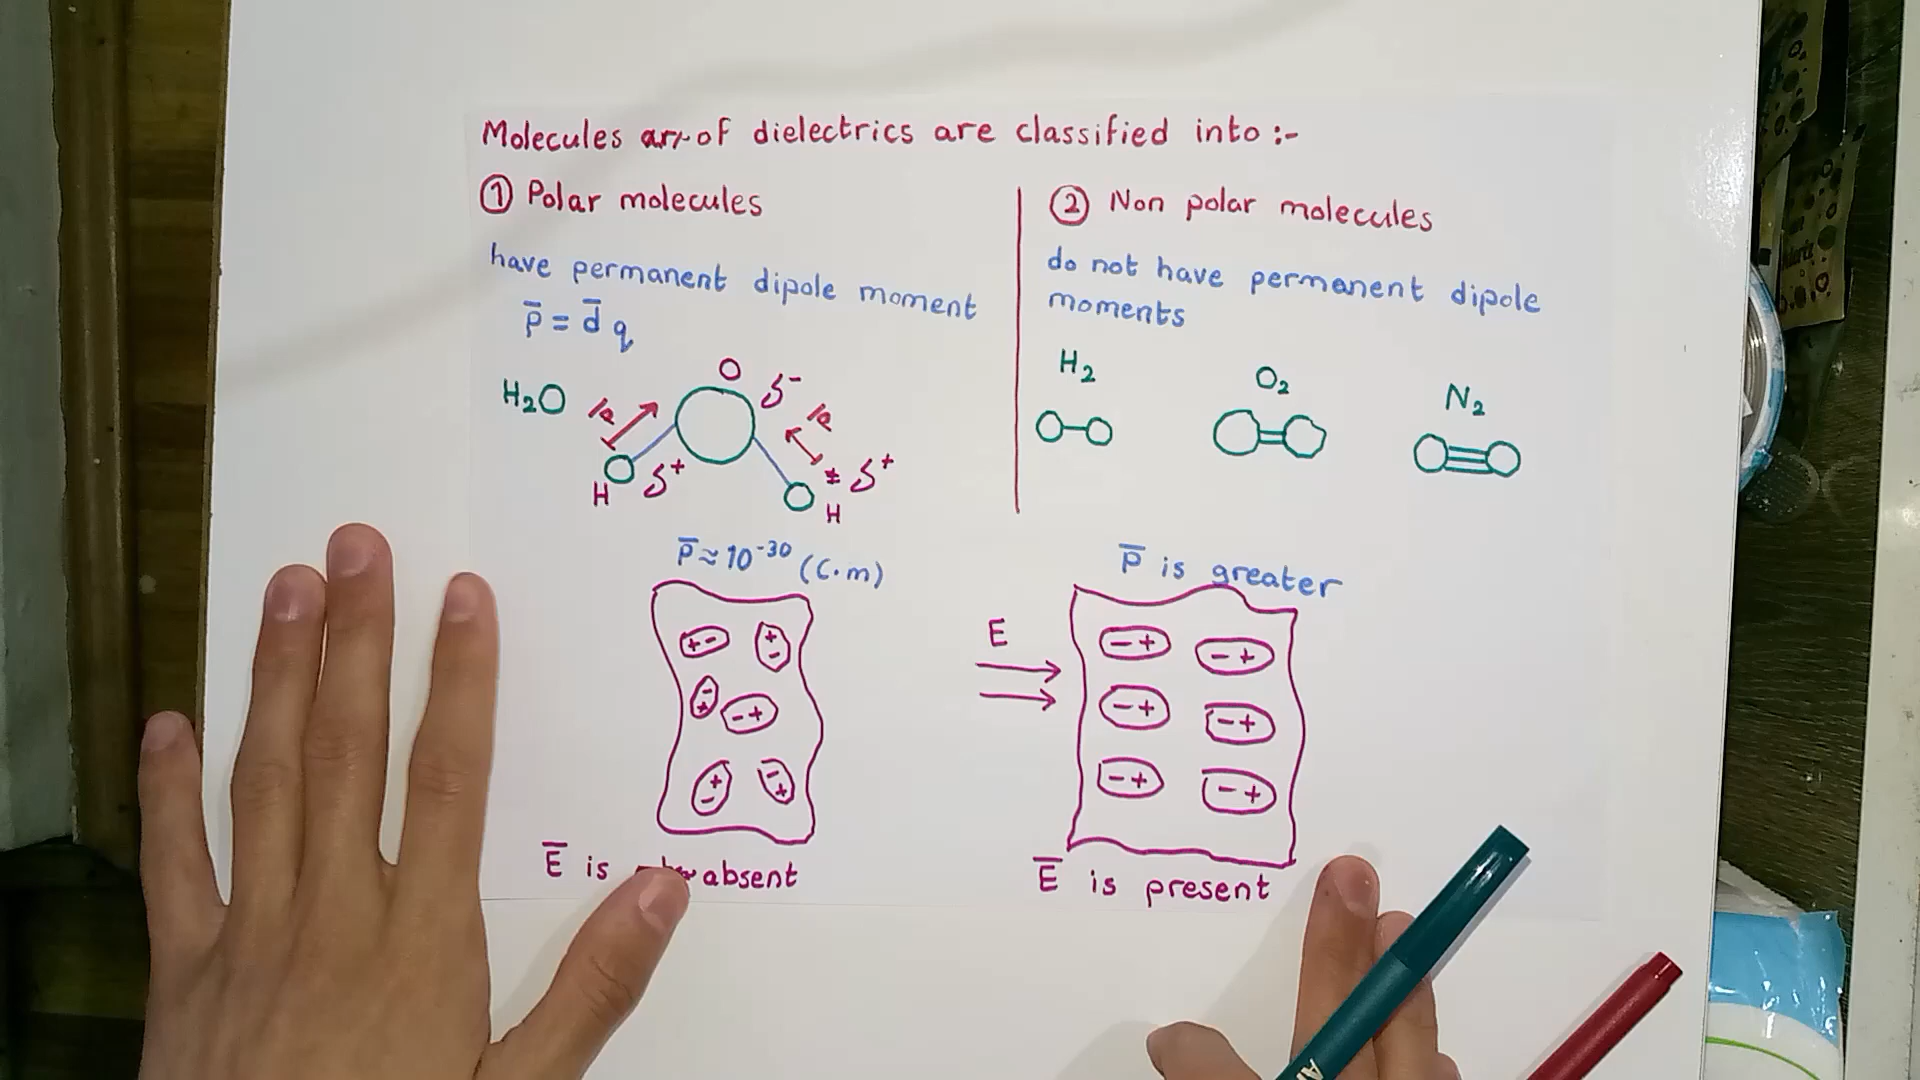 Molecules of dielectrics are classified into :-
① Polar molecules
have permanent dipole moment
p̅ = d̅ q
H₂O
O
δ⁻
H
δ⁺
δ⁺
H
② Non polar molecules
do not have permanent dipole
moments
H₂
O₂
N₂
P̅ ≈ 10⁻³⁰ (C.m)
+ -
+
-
-
+
- +
+
-
-
+
E̅ is absent
P̅ is greater
E
- +
- +
- +
- +
- +
- +
E̅ is present